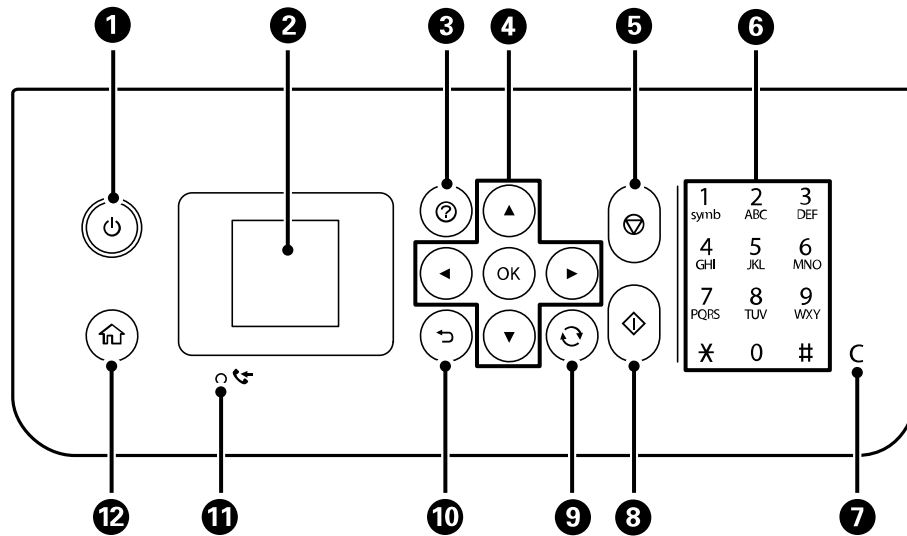 1 2 3 4 5 6
1 2 3
symb ABC DEF
4 5 6
GHI JKL MNO
OK
7 8 9
PQRS TUV WXY
* 0 #
C
12 11 10 9 8 7